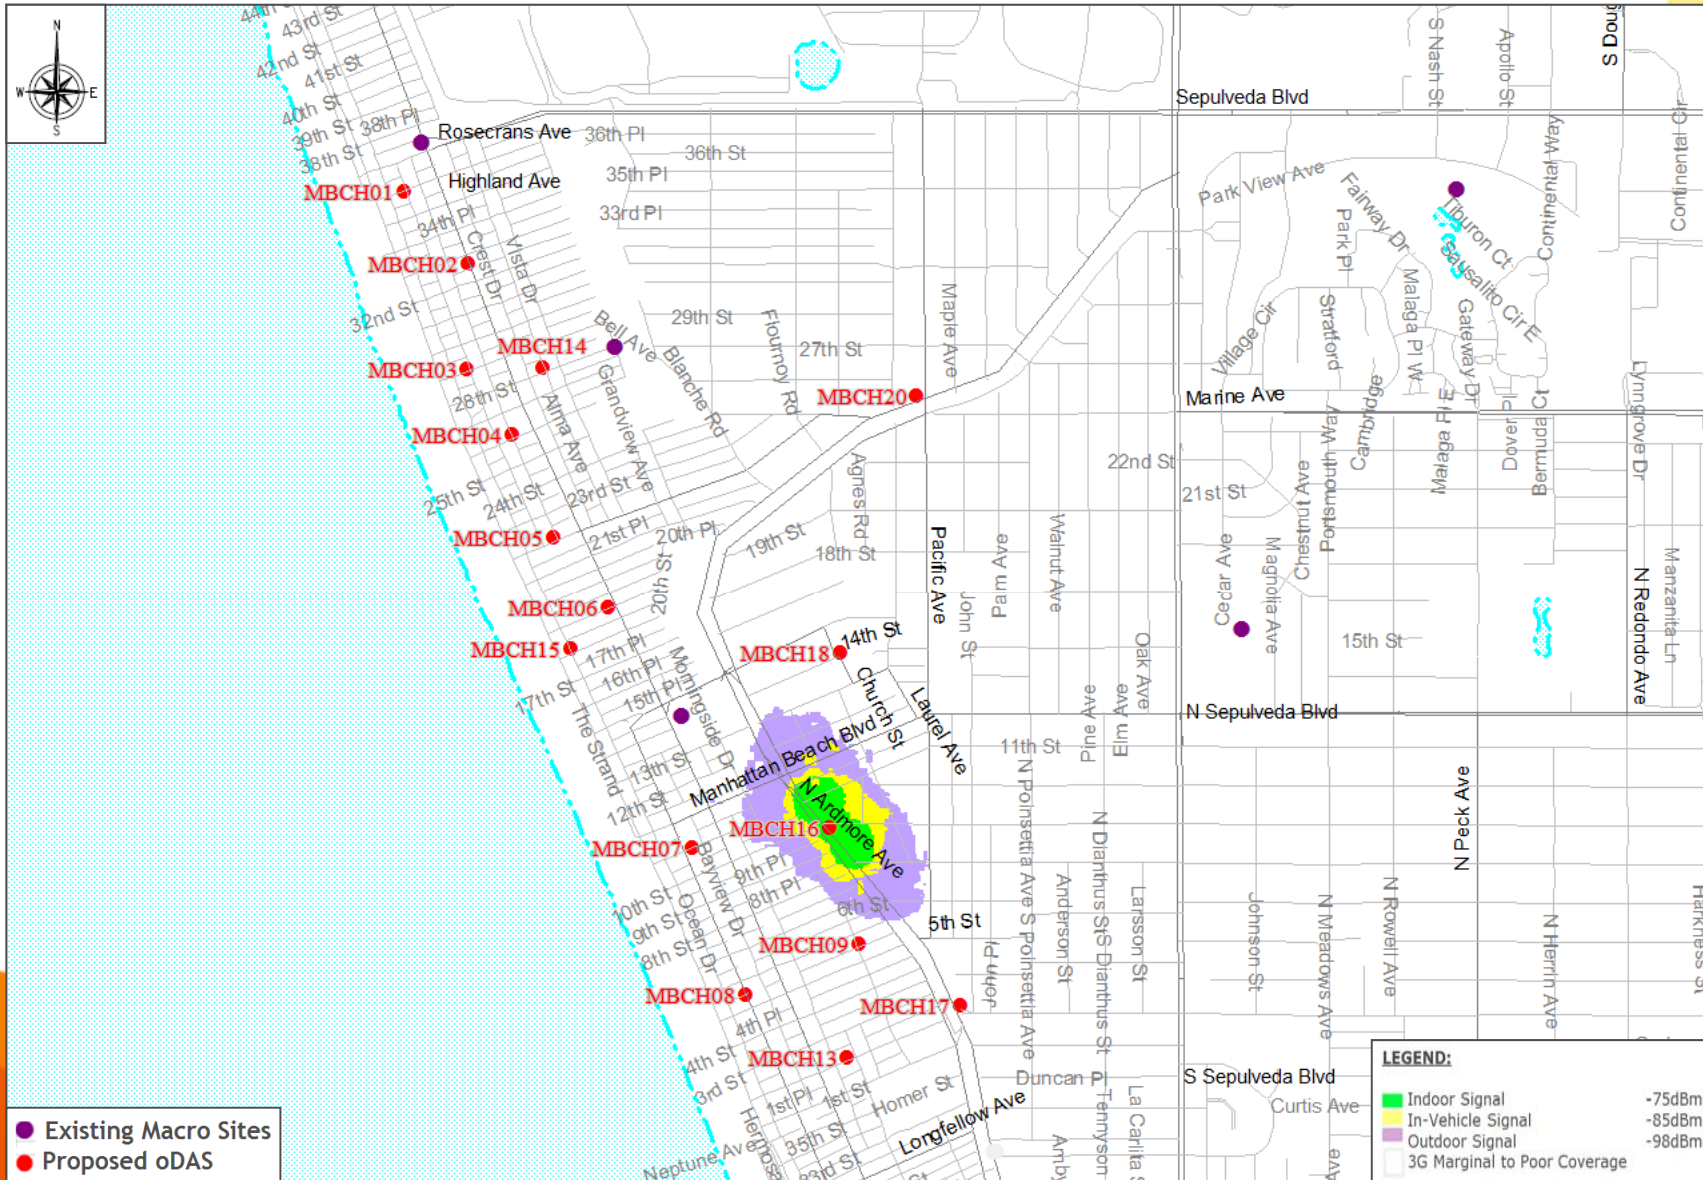 N
W E
S
44th St
43rd St
42nd St
41st St
40th St
39th St
38th Pl
38th St
Sepulveda Blvd
S Nash St
Apollo St
S Doug
Rosecrans Ave
36th Pl
36th St
Highland Ave
35th Pl
33rd Pl
34th Pl
Crest Dr
Vista Dr
MBCH01
MBCH02
32nd St
MBCH03
MBCH14
28th St
MBCH04
Bell Ave
29th St
Blanche Rd
Flournoy Rd
27th St
Maple Ave
Grandview Ave
Alma Ave
MBCH20
Park View Ave
Fairway Dr
Park Pl
Tiburon Ct
Sausalito Cir E
Continental Way
Continental Cir
Village Cir
Stratford
Malaga Pl W
Gateway Dr
Marine Ave
Cambridge
Malaga Pl E
Dover Pl
Bermuda Ct
Lynngrove Dr
25th St
24th St
23rd St
22nd St
21st St
Portsmouth Way
Chestnut Ave
Agnes Rd
MBCH05
21st Pl
20th Pl
20th St
19th St
18th St
Pacific Ave
John St
Pam Ave
Walnut Ave
Cedar Ave
Magnolia Ave
15th St
N Redondo Ave
Manzanita Ln
MBCH06
MBCH15
17th Pl
16th Pl
15th Pl
17th St
Morningside Dr
MBCH18
14th St
Church St
Laurel Ave
Oak Ave
Pine Ave
Elm Ave
N Sepulveda Blvd
The Strand
13th St
12th St
Manhattan Beach Blvd
11th St
N Ardmore Ave
MBCH16
MBCH07
Bayview Dr
9th Pl
8th Pl
6th St
5th St
10th St
9th St
8th St
Ocean Dr
MBCH09
MBCH08
MBCH17
MBCH13
John Pl
N Poinsettia Ave
S Poinsettia Ave
Anderson St
N Dianthus St
S Dianthus St
Larsson St
N Peck Ave
Johnson St
N Meadows Ave
N Rowell Ave
N Herrin Ave
Harkness St
4th Pl
4th St
3rd St
1st Pl
1st St
Homer St
Duncan Pl
Tennyson
La Carlita S
S Sepulveda Blvd
Curtis Ave
Longfellow Ave
35th St
33rd St
Neptune Ave
Hermos
Amby
Ave
Existing Macro Sites
Proposed oDAS
LEGEND:
Indoor Signal -75dBm
In-Vehicle Signal -85dBm
Outdoor Signal -98dBm
3G Marginal to Poor Coverage